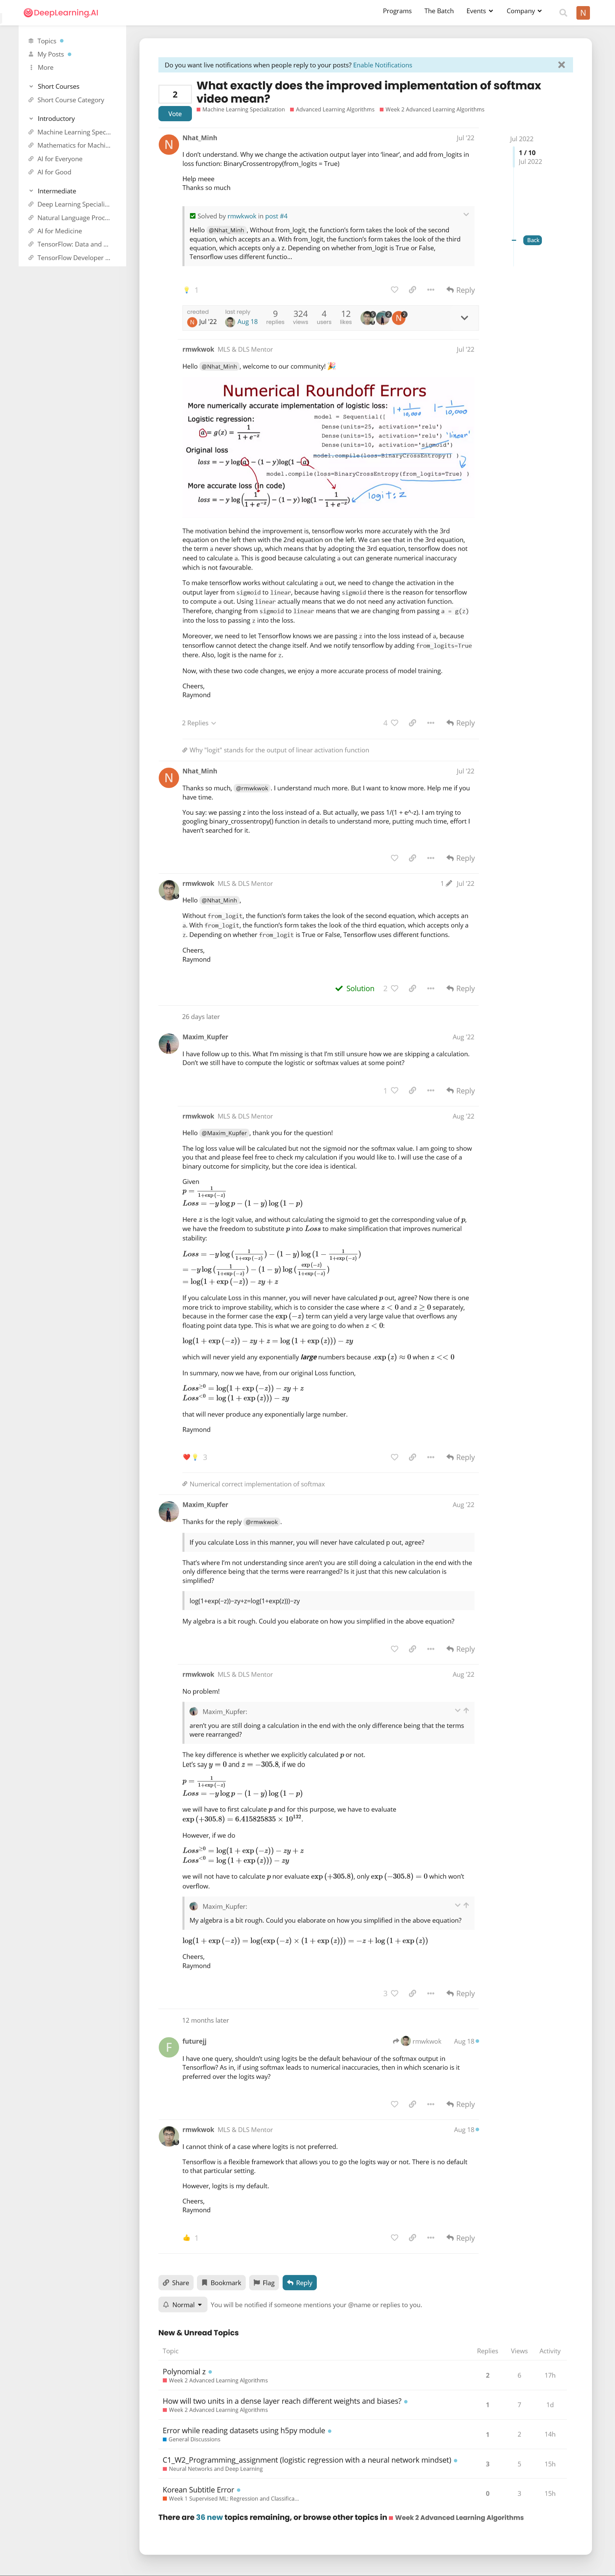 DeepLearning.AI
Programs
The Batch
Events
Company
N
Topics
My Posts
More
Short Courses
Short Course Category
Introductory
Machine Learning Spec...
Mathematics for Machi...
AI for Everyone
AI for Good
Intermediate
Deep Learning Speciali...
Natural Language Proc...
AI for Medicine
TensorFlow: Data and ...
TensorFlow Developer ...
Do you want live notifications when people reply to your posts? Enable Notifications
2
Vote
What exactly does the improved implementation of softmax
video mean?
Machine Learning Specialization
Advanced Learning Algorithms
Week 2 Advanced Learning Algorithms
Jul 2022
1 / 10
Jul 2022
Back
N
Nhat_Minh
Jul '22
I don't understand. Why we change the activation output layer into 'linear', and add from_logits in
loss function: BinaryCrossentropy(from_logits = True)
Help meee
Thanks so much
Solved by rmwkwok in post #4
Hello @Nhat_Minh, Without from_logit, the function's form takes the look of the second
equation, which accepts an a. With from_logit, the function's form takes the look of the third
equation, which accepts only a z. Depending on whether from_logit is True or False,
Tensorflow uses different functio...
1
Reply
created
N Jul '22
last reply
Aug 18
9
replies
324
views
4
users
12
likes
rmwkwok MLS & DLS Mentor
Jul '22
Hello @Nhat_Minh, welcome to our community!
Numerical Roundoff Errors
More numerically accurate implementation of logistic loss:
1 + 1/10,000
1 - 1/10,000
Logistic regression:
a = g(z) = 1/(1 + e^-z)
model = Sequential([
Dense(units=25, activation='relu')
Dense(units=15, activation='relu')
Dense(units=10, activation='sigmoid')
'linear'
Original loss
loss = -y log(a) - (1 - y)log(1 - a)
model.compile(loss=BinaryCrossEntropy())
model.compile(loss=BinaryCrossEntropy(from_logits=True) )
More accurate loss (in code)
loss = -y log(1/(1 + e^-z)) - (1 - y) log(1 - 1/(1 + e^-z))
logit: z
The motivation behind the improvement is, tensorflow works more accurately with the 3rd
equation on the left then with the 2nd equation on the left. We can see that in the 3rd equation,
the term a never shows up, which means that by adopting the 3rd equation, tensorflow does not
need to calculate a. This is good because calculating a out can generate numerical inaccuracy
which is not favourable.
To make tensorflow works without calculating a out, we need to change the activation in the
output layer from sigmoid to linear, because having sigmoid there is the reason for tensorflow
to compute a out. Using linear actually means that we do not need any activation function.
Therefore, changing from sigmoid to linear means that we are changing from passing a = g(z)
into the loss to passing z into the loss.
Moreover, we need to let Tensorflow knows we are passing z into the loss instead of a, because
tensorflow cannot detect the change itself. And we notify tensorflow by adding from_logits=True
there. Also, logit is the name for z.
Now, with these two code changes, we enjoy a more accurate process of model training.
Cheers,
Raymond
2 Replies
4
Reply
Why "logit" stands for the output of linear activation function
N
Nhat_Minh
Jul '22
Thanks so much, @rmwkwok. I understand much more. But I want to know more. Help me if you
have time.
You say: we passing z into the loss instead of a. But actually, we pass 1/(1 + e^-z). I am trying to
googling binary_crossentropy() function in details to understand more, putting much time, effort I
haven't searched for it.
Reply
rmwkwok MLS & DLS Mentor
1
Jul '22
Hello @Nhat_Minh,
Without from_logit, the function's form takes the look of the second equation, which accepts an
a. With from_logit, the function's form takes the look of the third equation, which accepts only a
z. Depending on whether from_logit is True or False, Tensorflow uses different functions.
Cheers,
Raymond
Solution
2
Reply
26 days later
Maxim_Kupfer
Aug '22
I have follow up to this. What I'm missing is that I'm still unsure how we are skipping a calculation.
Don't we still have to compute the logistic or softmax values at some point?
1
Reply
rmwkwok MLS & DLS Mentor
Aug '22
Hello @Maxim_Kupfer, thank you for the question!
The log loss value will be calculated but not the sigmoid nor the softmax value. I am going to show
you that and please feel free to check my calculation if you would like to. I will use the case of a
binary outcome for simplicity, but the core idea is identical.
Given
p = 1/(1+exp(−z))
Loss = −y log p − (1 − y) log (1 − p)
Here z is the logit value, and without calculating the sigmoid to get the corresponding value of p,
we have the freedom to substitute p into Loss to make simplification that improves numerical
stability:
Loss = −y log(1/(1+exp(−z))) − (1 − y) log(1 − 1/(1+exp(−z)))
= −y log(1/(1+exp(−z))) − (1 − y) log(exp(−z)/(1+exp(−z)))
= log(1 + exp(−z)) − zy + z
If you calculate Loss in this manner, you will never have calculated p out, agree? Now there is one
more trick to improve stability, which is to consider the case where z < 0 and z ≥ 0 separately,
because in the former case the exp(−z) term can yield a very large value that overflows any
floating point data type. This is what we are going to do when z < 0:
log(1 + exp(−z)) − zy + z = log(1 + exp(z))) − zy
which will never yield any exponentially large numbers because .exp(z) ≈ 0 when z << 0
In summary, now we have, from our original Loss function,
Loss^≥0 = log(1 + exp(−z)) − zy + z
Loss^<0 = log(1 + exp(z))) − zy
that will never produce any exponentially large number.
Raymond
3
Reply
Numerical correct implementation of softmax
Maxim_Kupfer
Aug '22
Thanks for the reply @rmwkwok.
If you calculate Loss in this manner, you will never have calculated p out, agree?
That's where I'm not understanding since aren't you are still doing a calculation in the end with the
only difference being that the terms were rearranged? Is it just that this new calculation is
simplified?
log(1+exp(−z))−zy+z=log(1+exp(z)))−zy
My algebra is a bit rough. Could you elaborate on how you simplified in the above equation?
Reply
rmwkwok MLS & DLS Mentor
Aug '22
No problem!
Maxim_Kupfer:
aren't you are still doing a calculation in the end with the only difference being that the terms
were rearranged?
The key difference is whether we explicitly calculated p or not.
Let's say y = 0 and z = −305.8, if we do
p = 1/(1+exp(−z))
Loss = −y log p − (1 − y) log (1 − p)
we will have to first calculate p and for this purpose, we have to evaluate
exp(+305.8) = 6.415825835 × 10^132.
However, if we do
Loss^≥0 = log(1 + exp(−z)) − zy + z
Loss^<0 = log(1 + exp(z))) − zy
we will not have to calculate p nor evaluate exp(+305.8), only exp(−305.8) = 0 which won't
overflow.
Maxim_Kupfer:
My algebra is a bit rough. Could you elaborate on how you simplified in the above equation?
log(1 + exp(−z)) = log(exp(−z) × (1 + exp(z))) = −z + log(1 + exp(z))
Cheers,
Raymond
3
Reply
12 months later
F
futurejj
rmwkwok
Aug 18
I have one query, shouldn't using logits be the default behaviour of the softmax output in
Tensorflow? As in, if using softmax leads to numerical inaccuracies, then in which scenario is it
preferred over the logits way?
Reply
rmwkwok MLS & DLS Mentor
Aug 18
I cannot think of a case where logits is not preferred.
Tensorflow is a flexible framework that allows you to go the logits way or not. There is no default
to that particular setting.
However, logits is my default.
Cheers,
Raymond
1
Reply
Share
Bookmark
Flag
Reply
Normal
You will be notified if someone mentions your @name or replies to you.
New & Unread Topics
Topic
Replies
Views
Activity
Polynomial z
Week 2 Advanced Learning Algorithms
2
6
17h
How will two units in a dense layer reach different weights and biases?
Week 2 Advanced Learning Algorithms
1
7
1d
Error while reading datasets using h5py module
General Discussions
1
2
14h
C1_W2_Programming_assignment (logistic regression with a neural network mindset)
Neural Networks and Deep Learning
3
5
15h
Korean Subtitle Error
Week 1 Supervised ML: Regression and Classifica...
0
3
15h
There are 36 new topics remaining, or browse other topics in Week 2 Advanced Learning Algorithms